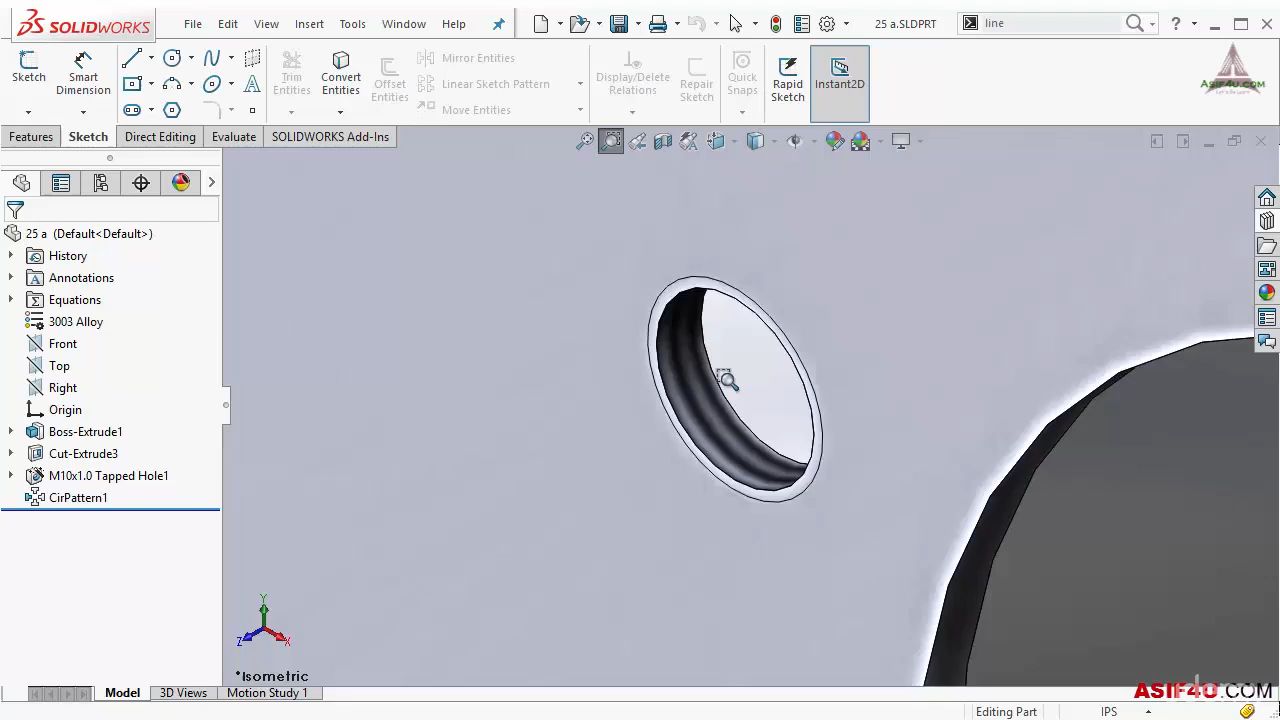 SOLIDWORKS
File Edit View Insert Tools Window Help
25 a.SLDPRT
line
Sketch
Smart Dimension
Trim Entities
Convert Entities
Offset Entities
Mirror Entities
Linear Sketch Pattern
Move Entities
Display/Delete Relations
Repair Sketch
Quick Snaps
Rapid Sketch
Instant2D
ASIF4U.COM
Features Sketch Direct Editing Evaluate SOLIDWORKS Add-Ins
25 a (Default<Default>)
History
Annotations
Equations
3003 Alloy
Front
Top
Right
Origin
Boss-Extrude1
Cut-Extrude3
M10x1.0 Tapped Hole1
CirPattern1
Y
Z
X
*Isometric
Model 3D Views Motion Study 1
ASIF4U.COM
Editing Part IPS